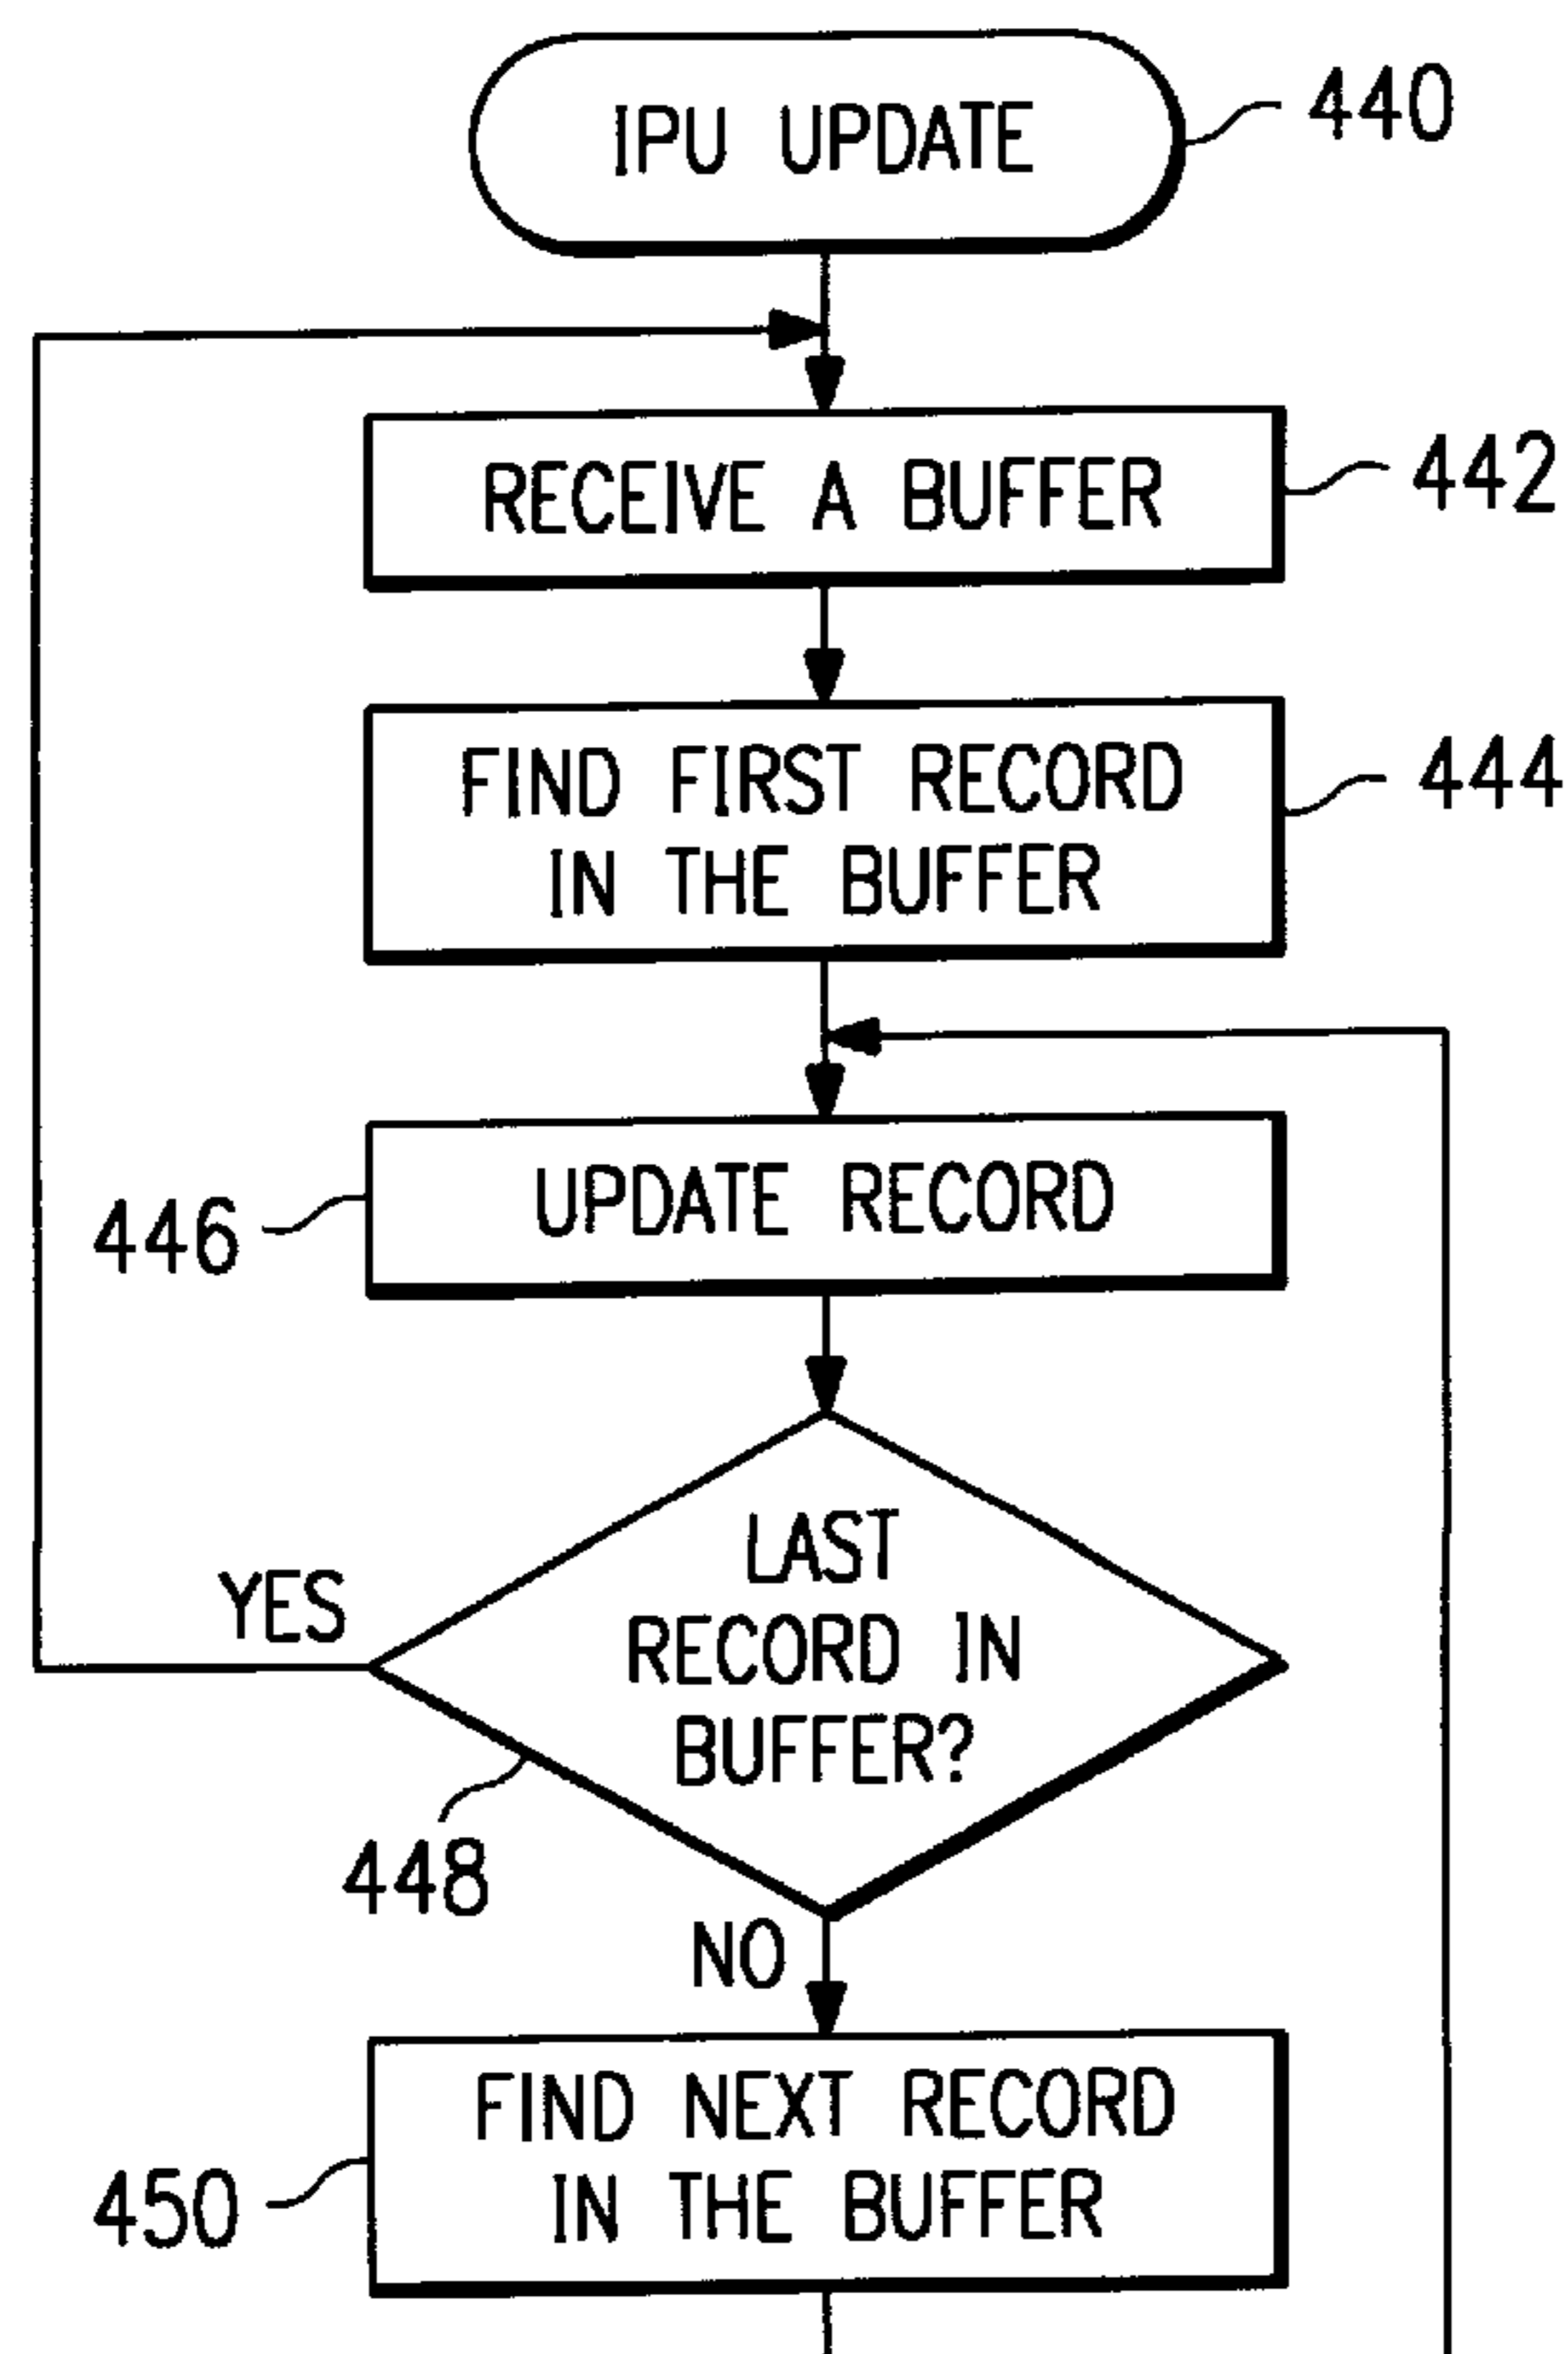 IPU UPDATE
440
RECEIVE A BUFFER
442
FIND FIRST RECORD
IN THE BUFFER
444
UPDATE RECORD
446
LAST
RECORD IN
BUFFER?
YES
448
NO
FIND NEXT RECORD
IN THE BUFFER
450